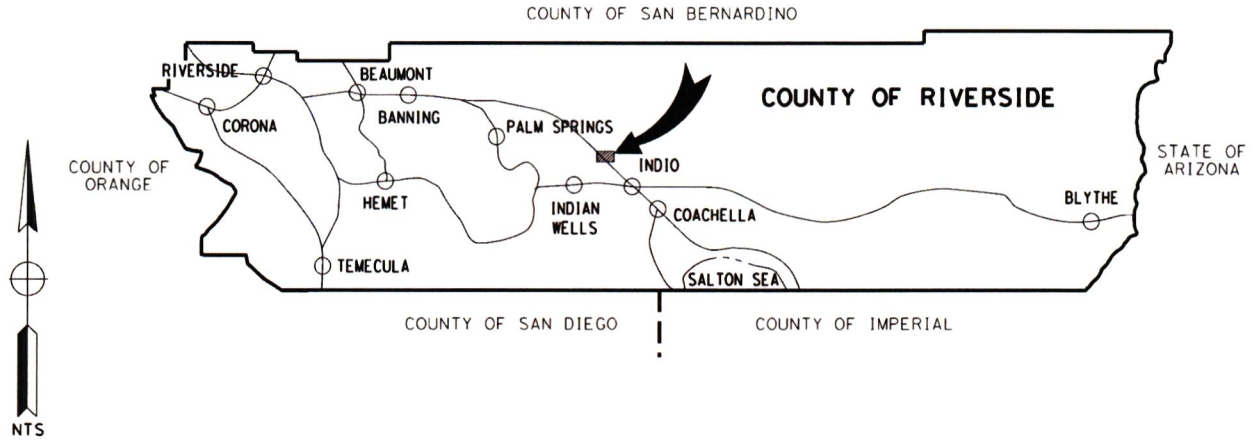 COUNTY OF SAN BERNARDINO
RIVERSIDE
BEAUMONT
COUNTY OF RIVERSIDE
BANNING
CORONA
PALM SPRINGS
COUNTY OF
ORANGE
INDIO
STATE OF
ARIZONA
HEMET
INDIAN
WELLS
COACHELLA
BLYTHE
TEMECULA
SALTON SEA
COUNTY OF SAN DIEGO
COUNTY OF IMPERIAL
NTS